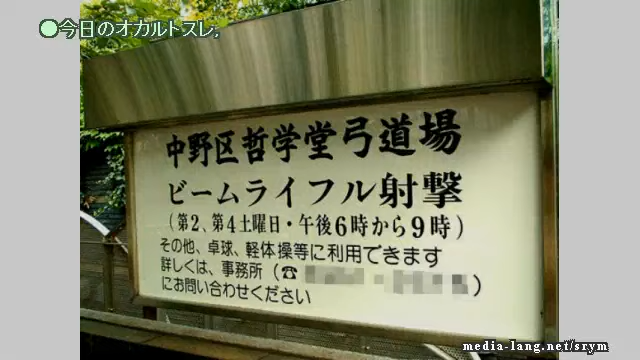 ●今日のオカルトスレ,
中野区哲学堂弓道場
ビームライフル射撃
(第2、第4土曜日・午後6時から9時)
その他、卓球、軽体操等に利用できます
詳しくは、事務所(☎ )
にお問い合わせください
media-lang.net/srym